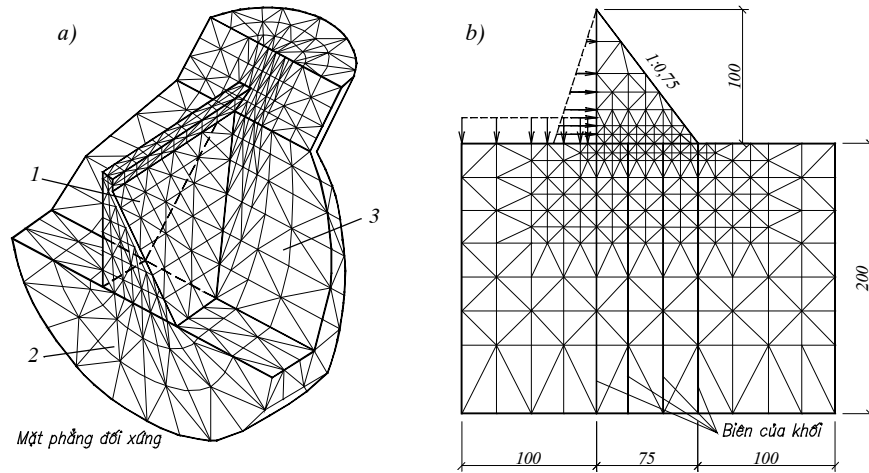 a)
1
3
2
Mặt phẳng đối xứng
b)
1:0,75
100
200
Biên của khối
100
75
100